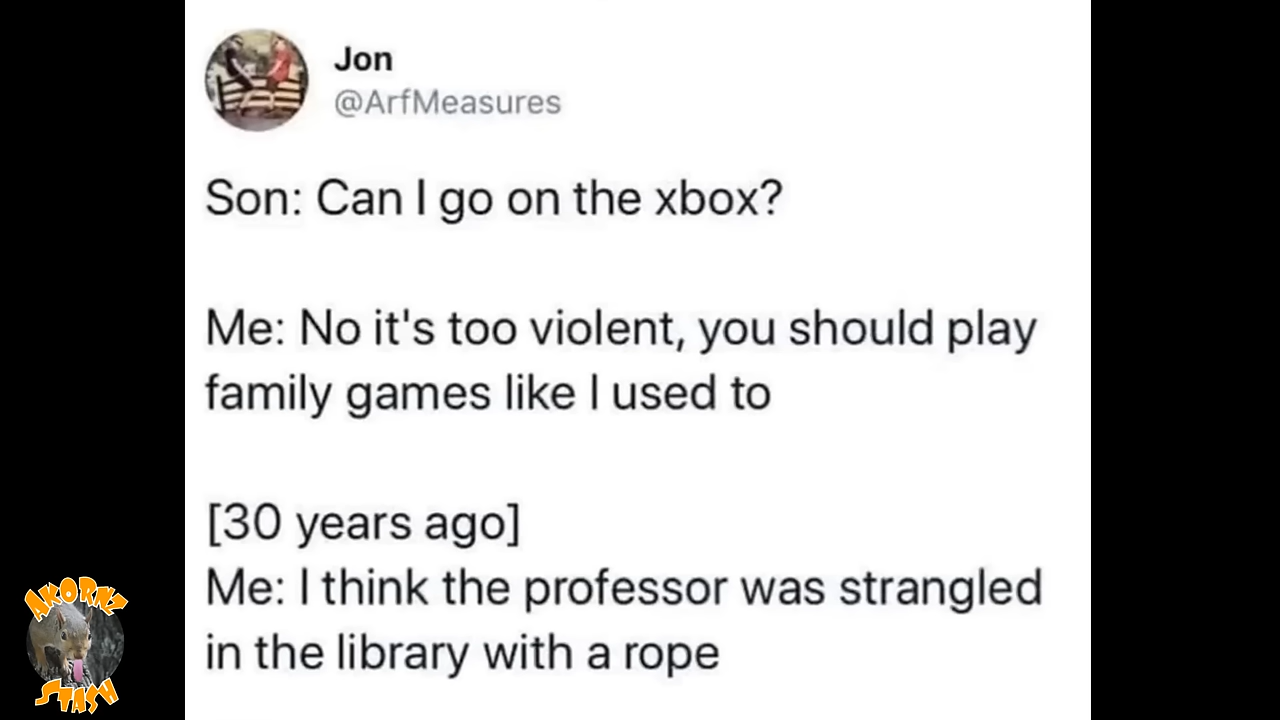 Jon
@ArfMeasures
Son: Can I go on the xbox?
Me: No it's too violent, you should play
family games like I used to
[30 years ago]
Me: I think the professor was strangled
in the library with a rope
AKORNZ
STASH